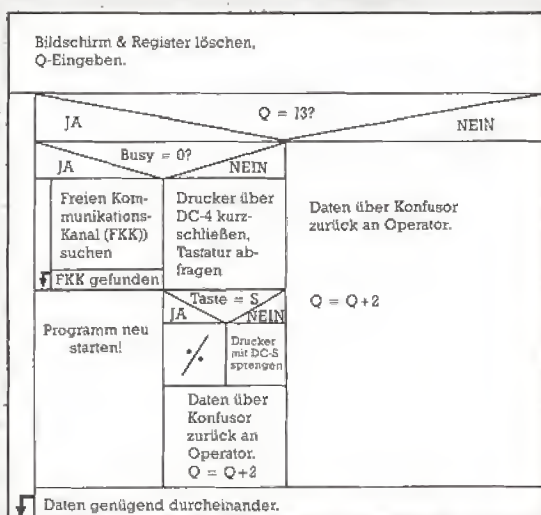 Bildschirm & Register löschen,
Q-Eingeben.
Q = 13?
JA
NEIN
Busy = 0?
JA
NEIN
Freien Kom-
munikations-
Kanal (FKK))
suchen
FKK gefunden
Programm neu
starten!
Drucker über
DC-4 kurz-
schließen,
Tastatur ab-
fragen
Taste = S
JA
NEIN
Drucker
mit DC-S
sprengen
Daten über
Konfusor
zurück an
Operator.
Q = Q+2
Daten über Konfusor
zurück an Operator.
Q = Q+2
Daten genügend durcheinander.